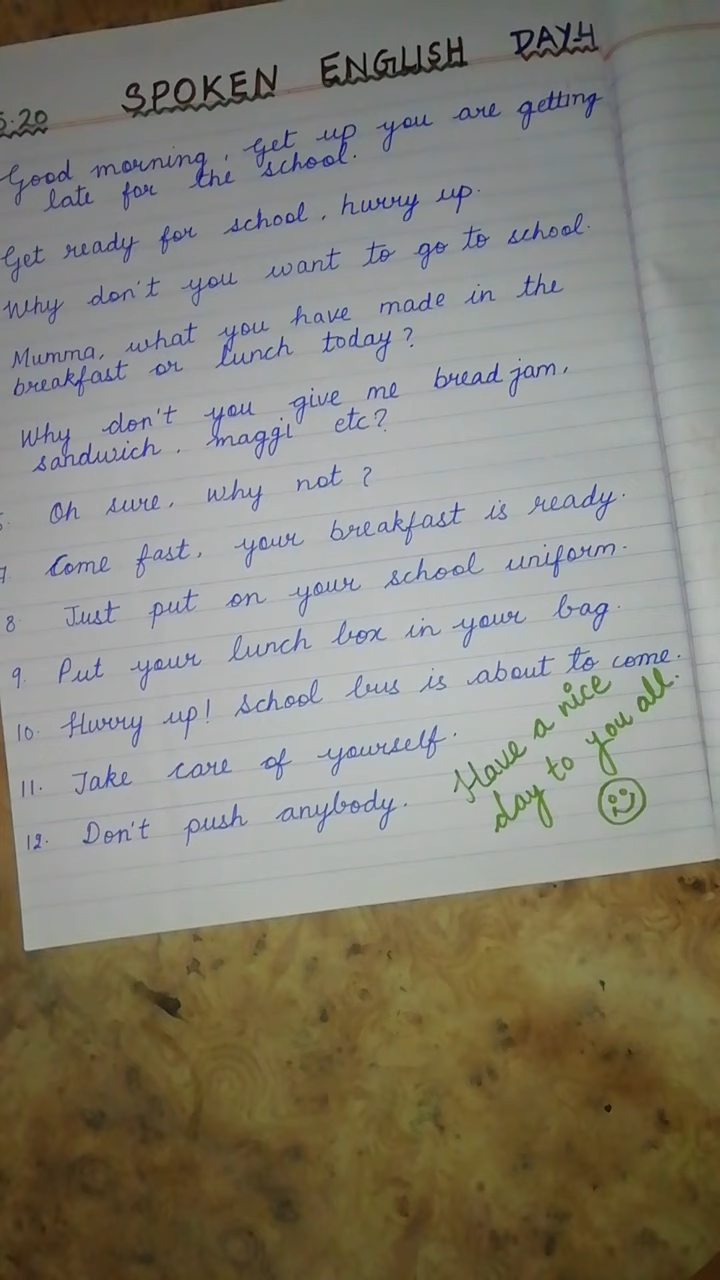 SPOKEN ENGLISH DAY-4
5.20
Good morning, Get up you are getting
late for the school.
Get ready for school, hurry up.
Why don't you want to go to school.
Mumma, what you have made in the
breakfast or lunch today?
Why don't you give me bread jam,
sandwich, maggi etc?
Oh sure, why not?
7. Come fast, your breakfast is ready.
8. Just put on your school uniform.
9. Put your lunch box in your bag.
10. Hurry up! School bus is about to come.
11. Take care of yourself.
12. Don't push anybody.
Have a nice
day to you all.